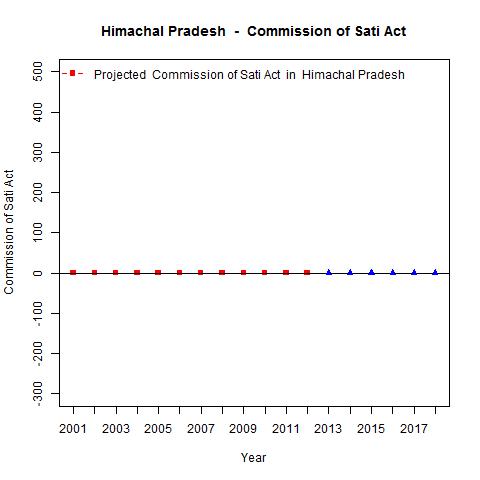 Himachal Pradesh - Commission of Sati Act
Projected Commission of Sati Act in Himachal Pradesh
Commission of Sati Act
500
400
300
200
100
0
-100
-200
-300
2001 2003 2005 2007 2009 2011 2013 2015 2017
Year